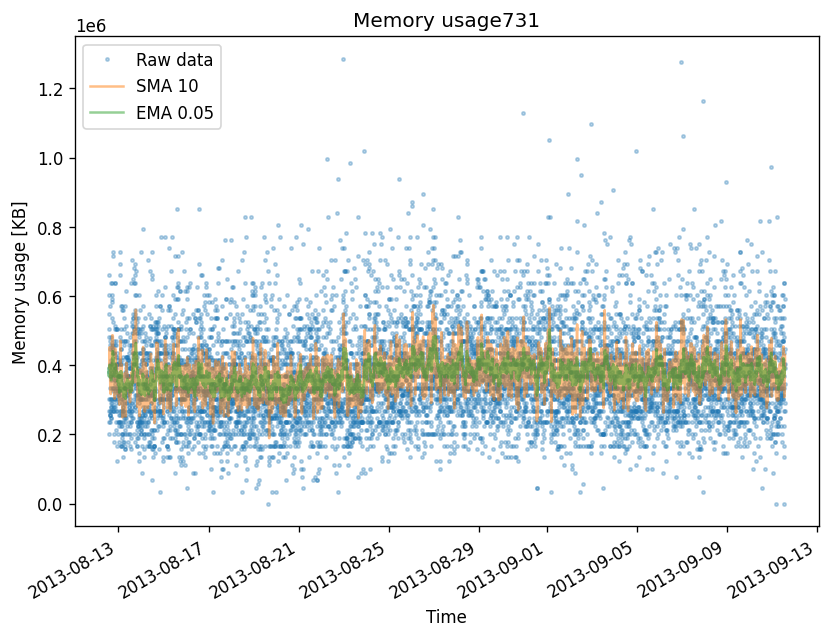 Memory usage731
1e6
Raw data
SMA 10
EMA 0.05
1.2
1.0
0.8
0.6
0.4
0.2
0.0
Memory usage [KB]
2013-08-13
2013-08-17
2013-08-21
2013-08-25
2013-08-29
2013-09-01
2013-09-05
2013-09-09
2013-09-13
Time